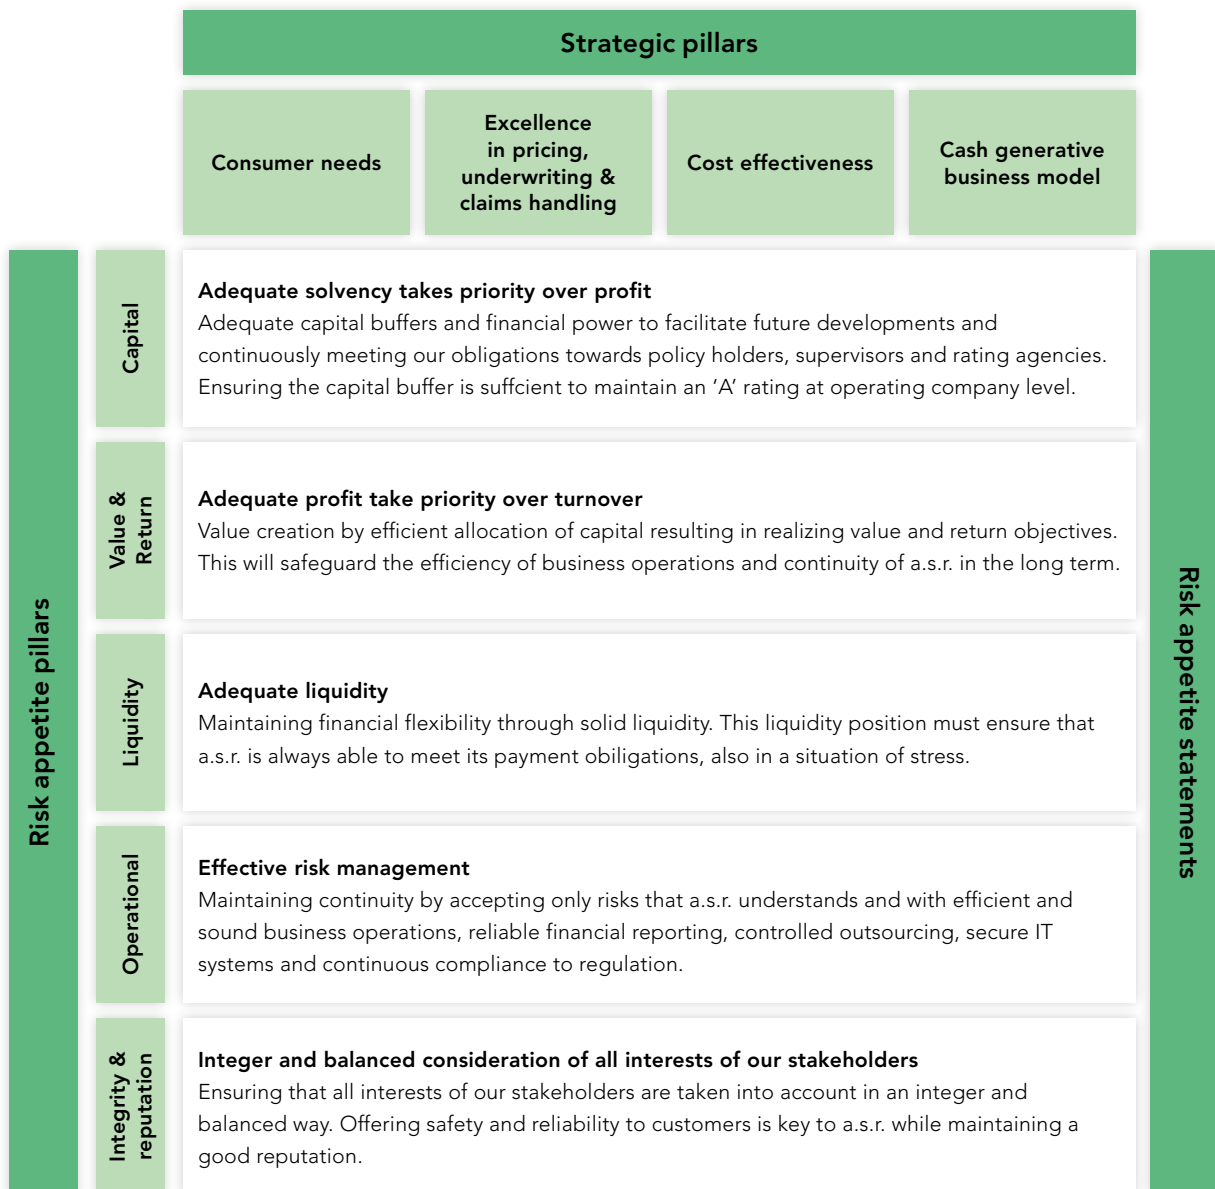 Strategic pillars
Consumer needs
Excellence
in pricing,
underwriting &
claims handling
Cost effectiveness
Cash generative
business model
Risk appetite pillars
Capital
Adequate solvency takes priority over profit
Adequate capital buffers and financial power to facilitate future developments and
continuously meeting our obligations towards policy holders, supervisors and rating agencies.
Ensuring the capital buffer is suffcient to maintain an ‘A’ rating at operating company level.
Value &
Return
Adequate profit take priority over turnover
Value creation by efficient allocation of capital resulting in realizing value and return objectives.
This will safeguard the efficiency of business operations and continuity of a.s.r. in the long term.
Liquidity
Adequate liquidity
Maintaining financial flexibility through solid liquidity. This liquidity position must ensure that
a.s.r. is always able to meet its payment obiligations, also in a situation of stress.
Operational
Effective risk management
Maintaining continuity by accepting only risks that a.s.r. understands and with efficient and
sound business operations, reliable financial reporting, controlled outsourcing, secure IT
systems and continuous compliance to regulation.
Integrity &
reputation
Integer and balanced consideration of all interests of our stakeholders
Ensuring that all interests of our stakeholders are taken into account in an integer and
balanced way. Offering safety and reliability to customers is key to a.s.r. while maintaining a
good reputation.
Risk appetite statements